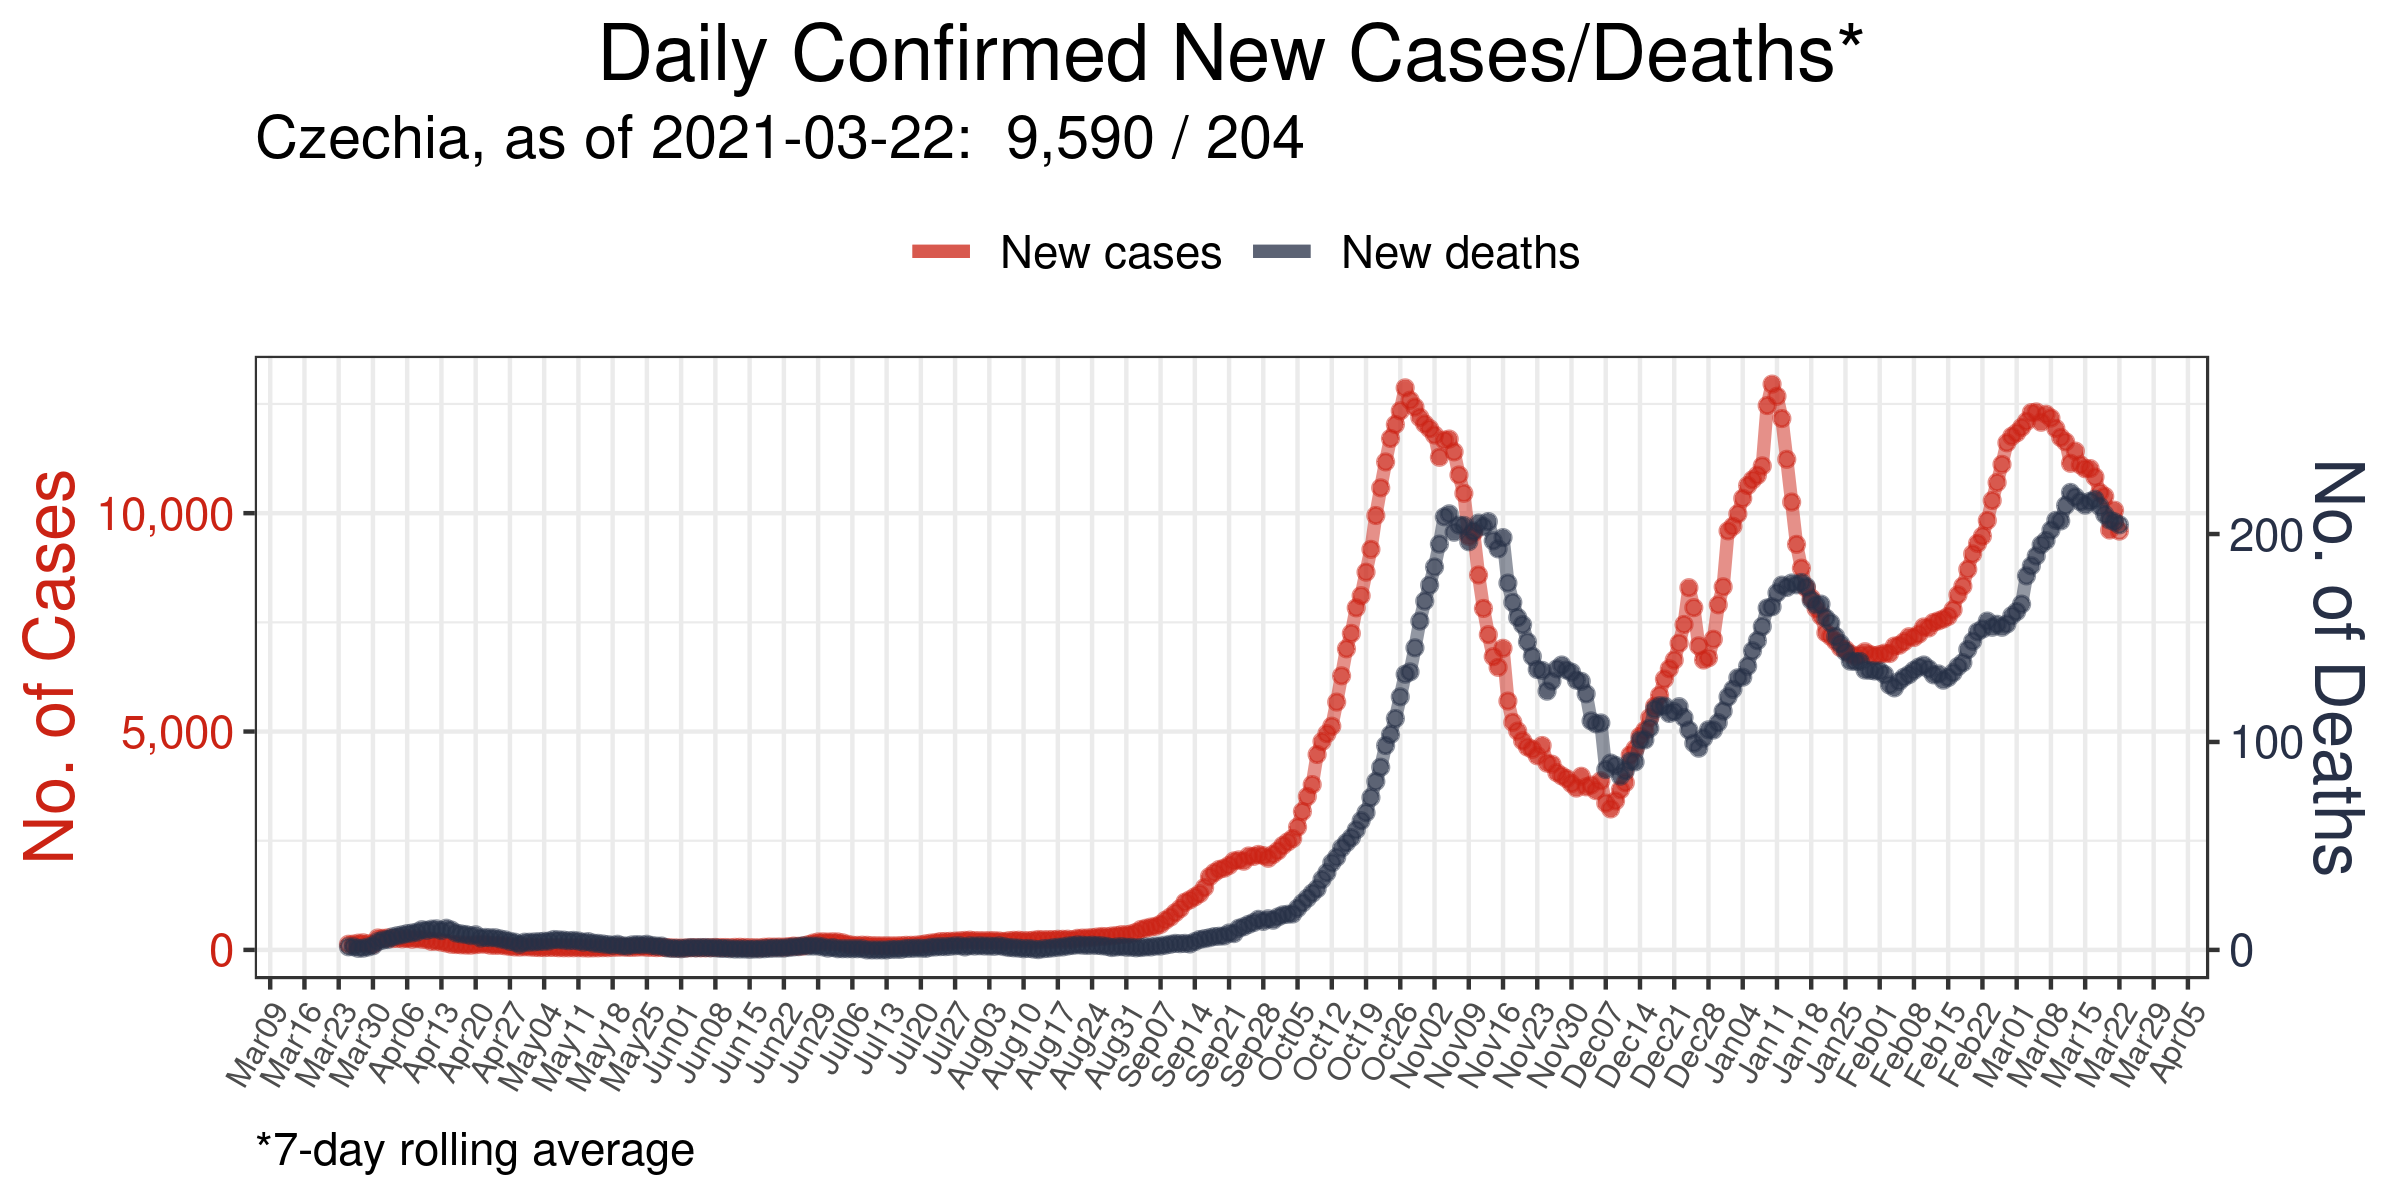 Daily Confirmed New Cases/Deaths*
Czechia, as of 2021-03-22:  9,590 / 204
New cases New deaths
No. of Cases
10,000
5,000
0
200
100
0
No. of Deaths
Mar09 Mar16 Mar23 Mar30 Apr06 Apr13 Apr20 Apr27 May04 May11 May18 May25 Jun01 Jun08 Jun15 Jun22 Jun29 Jul06 Jul13 Jul20 Jul27 Aug03 Aug10 Aug17 Aug24 Aug31 Sep07 Sep14 Sep21 Sep28 Oct05 Oct12 Oct19 Oct26 Nov02 Nov09 Nov16 Nov23 Nov30 Dec07 Dec14 Dec21 Dec28 Jan04 Jan11 Jan18 Jan25 Feb01 Feb08 Feb15 Feb22 Mar01 Mar08 Mar15 Mar22 Mar29 Apr05
*7-day rolling average